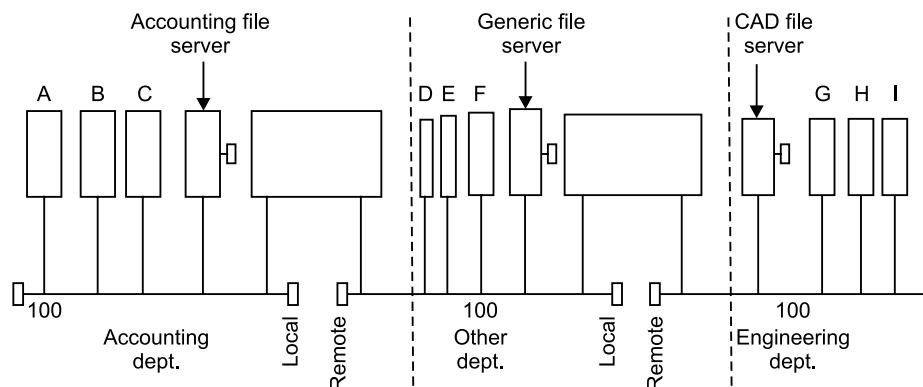 Accounting file
server
Generic file
server
CAD file
server
A
B
C
D
E
F
G
H
I
100
100
100
Accounting
dept.
Local
Remote
Other
dept.
Local
Remote
Engineering
dept.